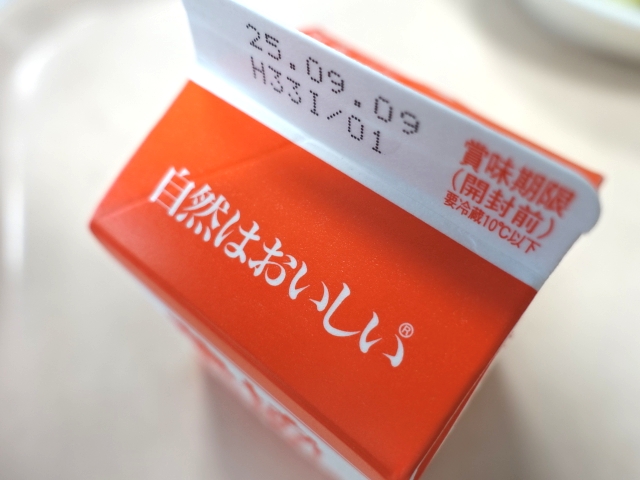 25.09.09
H33I/01
賞味期限
(開封前)
要冷蔵10℃以下
自然はおいしい®